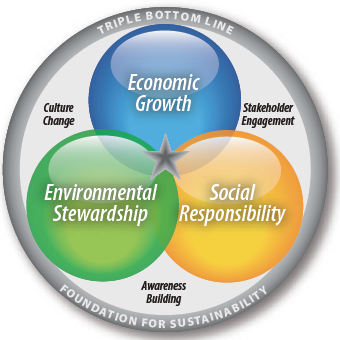 TRIPLE BOTTOM LINE
Economic
Growth
Culture
Change
Stakeholder
Engagement
Environmental
Stewardship
Social
Responsibility
Awareness
Building
FOUNDATION FOR SUSTAINABILITY